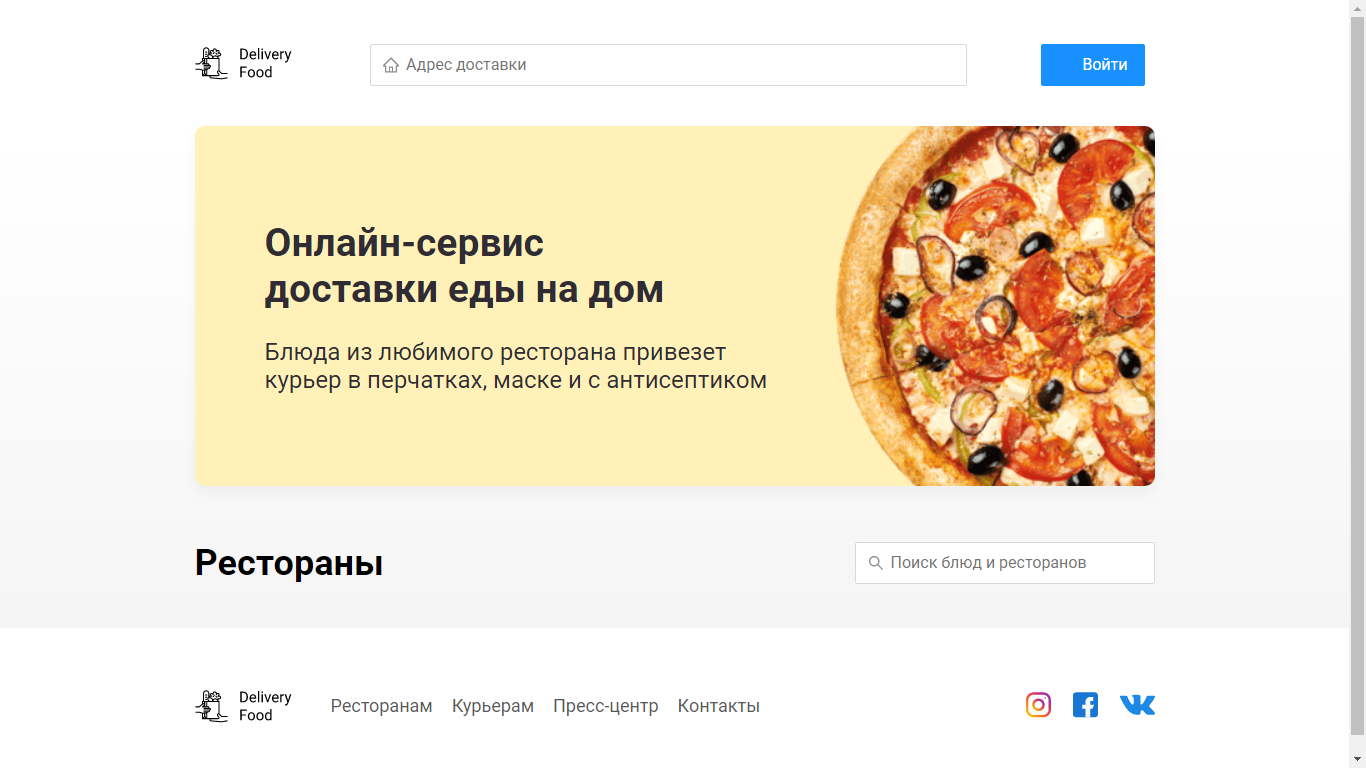 Delivery
Food
Адрес доставки
Войти
Онлайн-сервис
доставки еды на дом
Блюда из любимого ресторана привезет
курьер в перчатках, маске и с антисептиком
Рестораны
Поиск блюд и ресторанов
Delivery
Food
Ресторанам Курьерам Пресс-центр Контакты